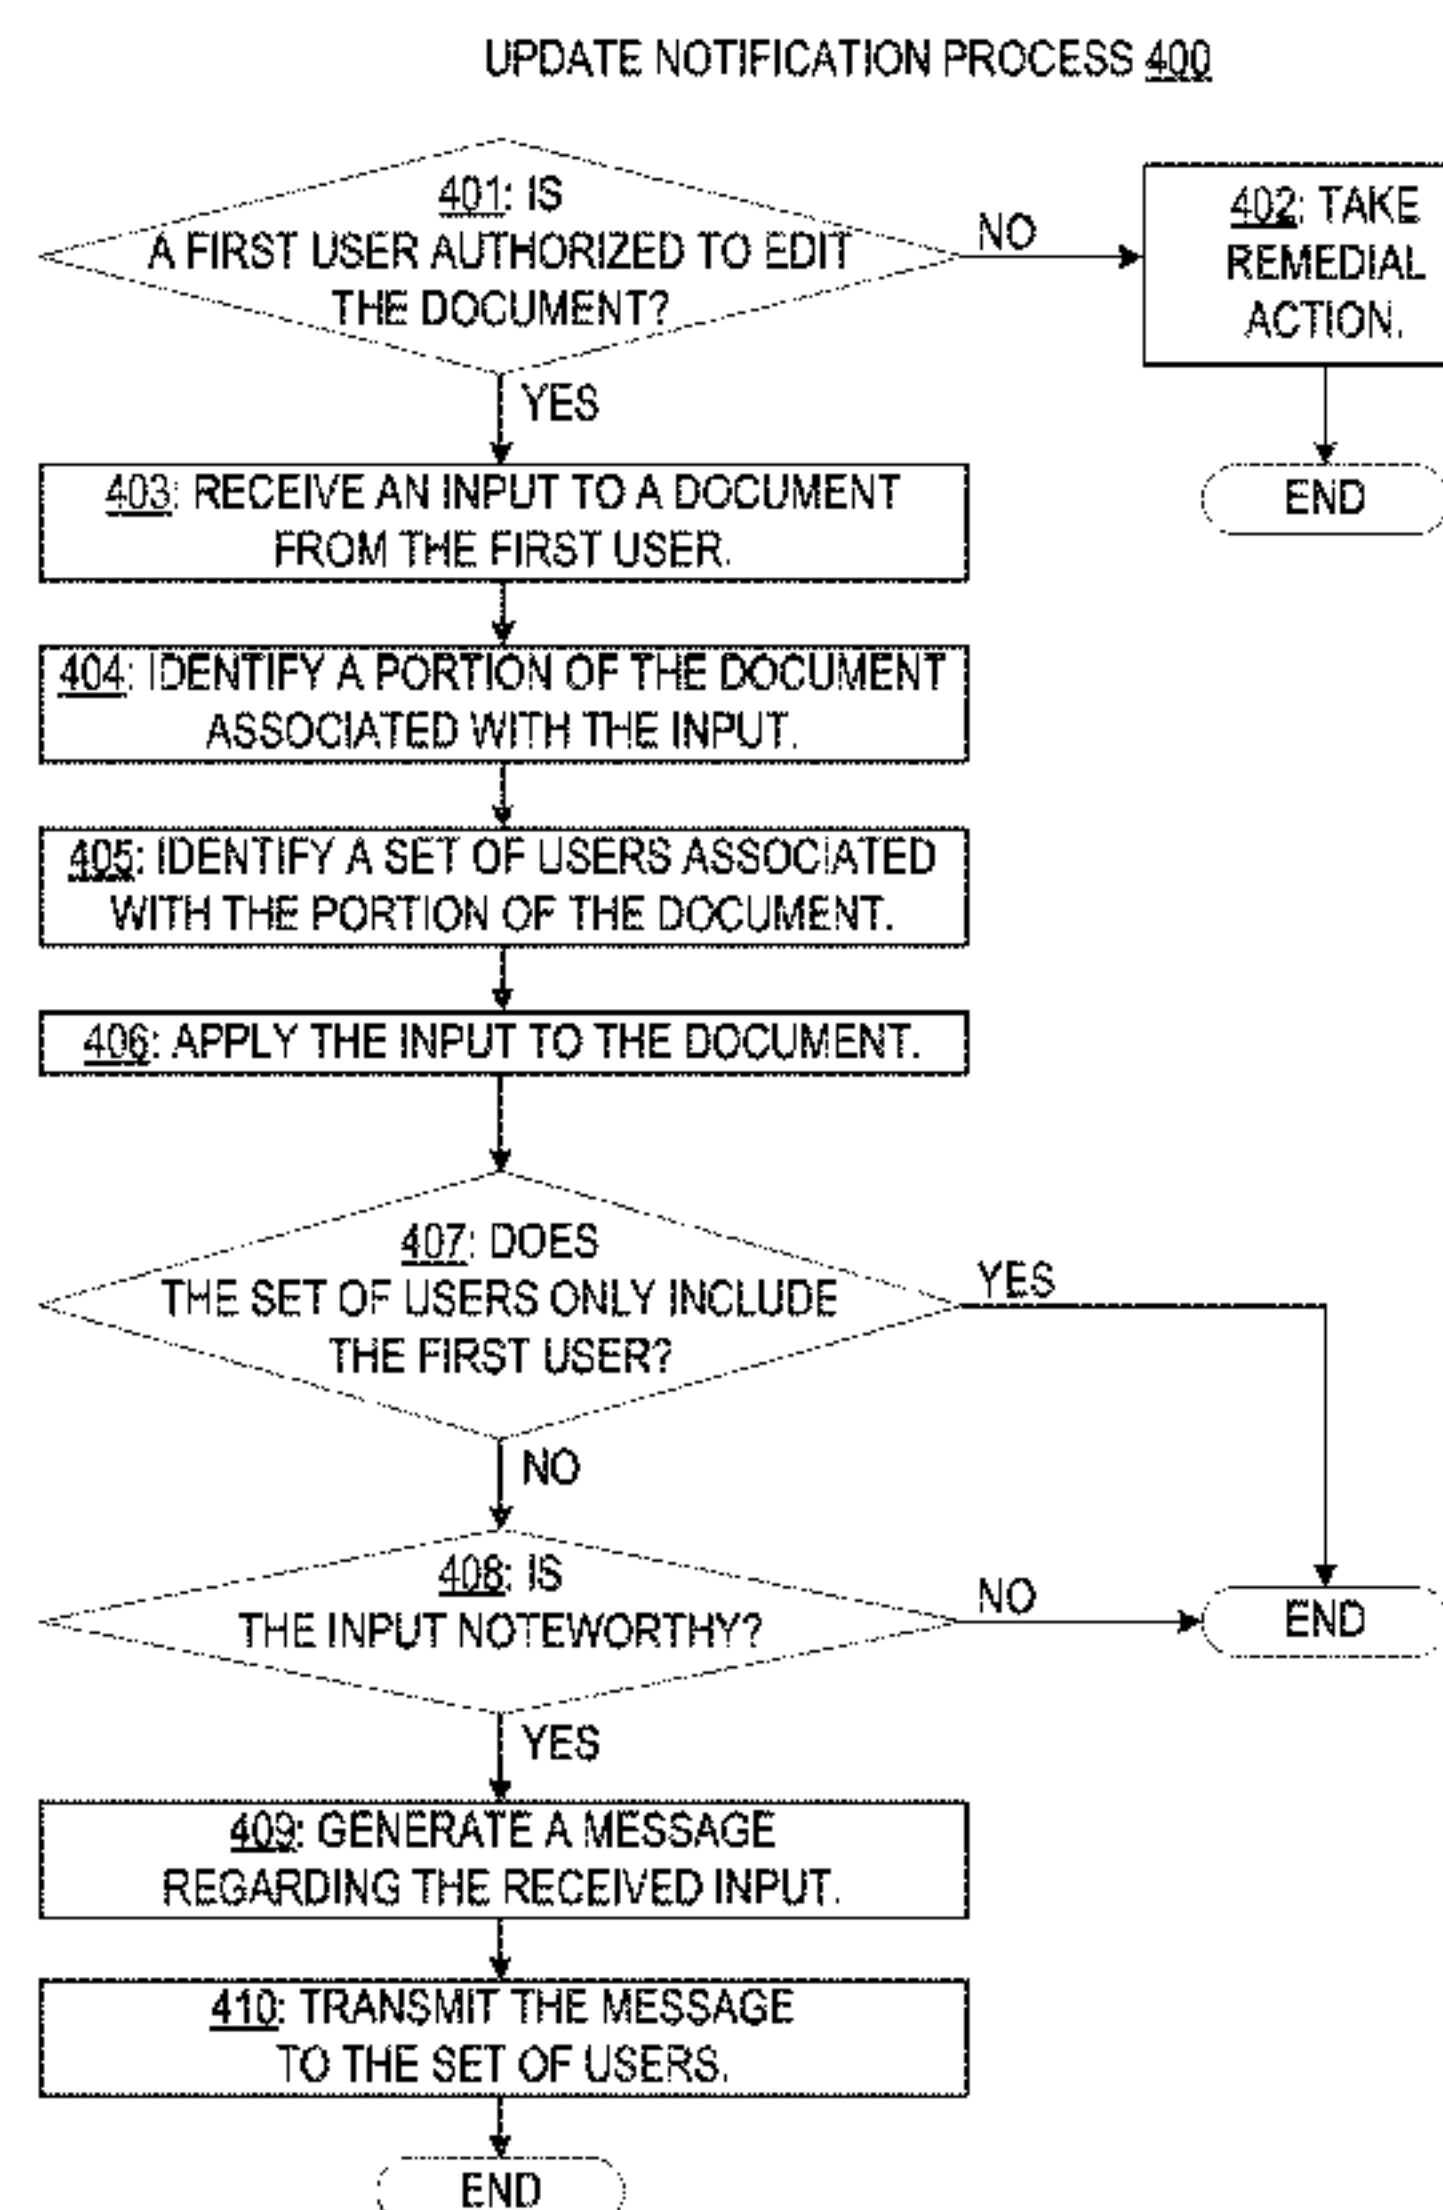 UPDATE NOTIFICATION PROCESS 400
401: IS
A FIRST USER AUTHORIZED TO EDIT
THE DOCUMENT?
NO
402: TAKE
REMEDIAL
ACTION.
END
YES
403: RECEIVE AN INPUT TO A DOCUMENT
FROM THE FIRST USER.
404: IDENTIFY A PORTION OF THE DOCUMENT
ASSOCIATED WITH THE INPUT.
405: IDENTIFY A SET OF USERS ASSOCIATED
WITH THE PORTION OF THE DOCUMENT.
406: APPLY THE INPUT TO THE DOCUMENT.
407: DOES
THE SET OF USERS ONLY INCLUDE
THE FIRST USER?
YES
NO
408: IS
THE INPUT NOTEWORTHY?
NO
END
YES
409: GENERATE A MESSAGE
REGARDING THE RECEIVED INPUT.
410: TRANSMIT THE MESSAGE
TO THE SET OF USERS.
END